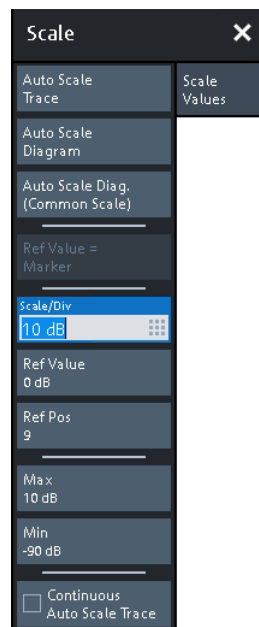 Scale
Auto Scale
Trace
Scale
Values
Auto Scale
Diagram
Auto Scale Diag.
(Common Scale)
Ref Value =
Marker
Scale/Div
10 dB
Ref Value
0 dB
Ref Pos
9
Max
10 dB
Min
-90 dB
Continuous
Auto Scale Trace